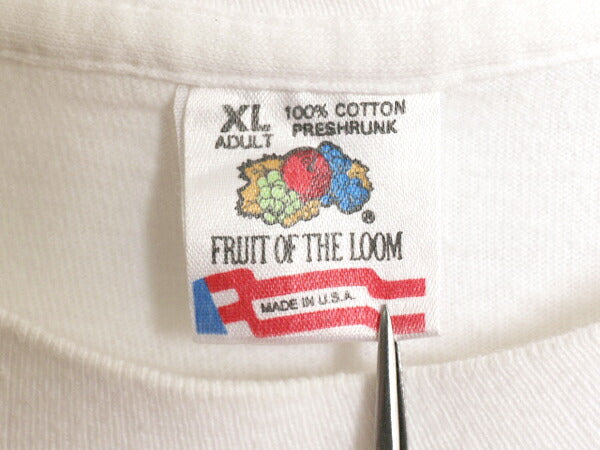 XL 100% COTTON
ADULT PRESHRUNK
®
FRUIT OF THE LOOM
MADE IN U.S.A.